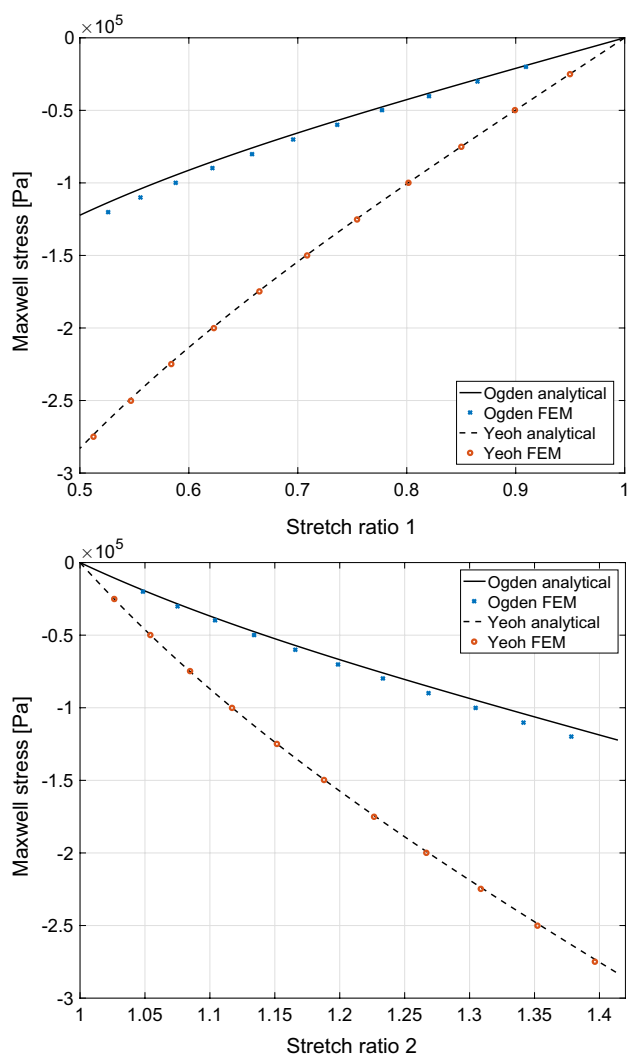 ×10⁵
0
-0.5
-1
-1.5
-2
-2.5
-3
Maxwell stress [Pa]
0.5 0.6 0.7 0.8 0.9 1
Stretch ratio 1
Ogden analytical
Ogden FEM
Yeoh analytical
Yeoh FEM
×10⁵
0
-0.5
-1
-1.5
-2
-2.5
-3
Maxwell stress [Pa]
1 1.05 1.1 1.15 1.2 1.25 1.3 1.35 1.4
Stretch ratio 2
Ogden analytical
Ogden FEM
Yeoh analytical
Yeoh FEM